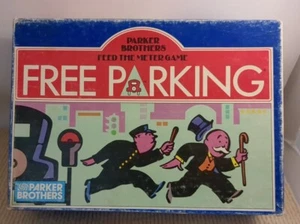 PARKER
BROTHERS
FEED THE METER GAME
FREE PARKING
PARKER
BROTHERS